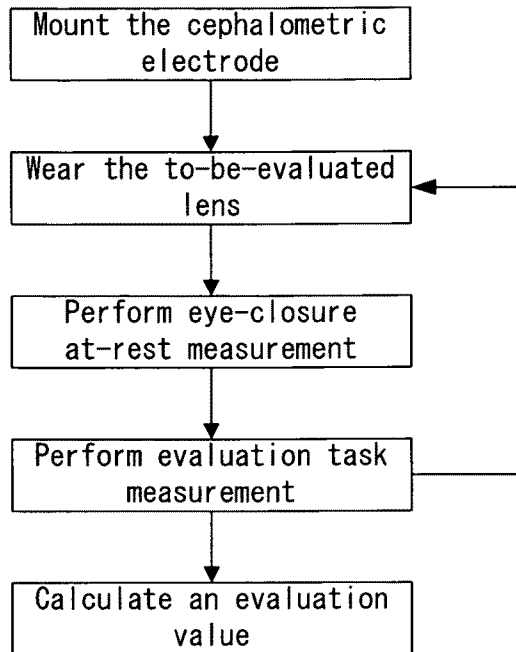 Mount the cephalometric
electrode
Wear the to-be-evaluated
lens
Perform eye-closure
at-rest measurement
Perform evaluation task
measurement
Calculate an evaluation
value